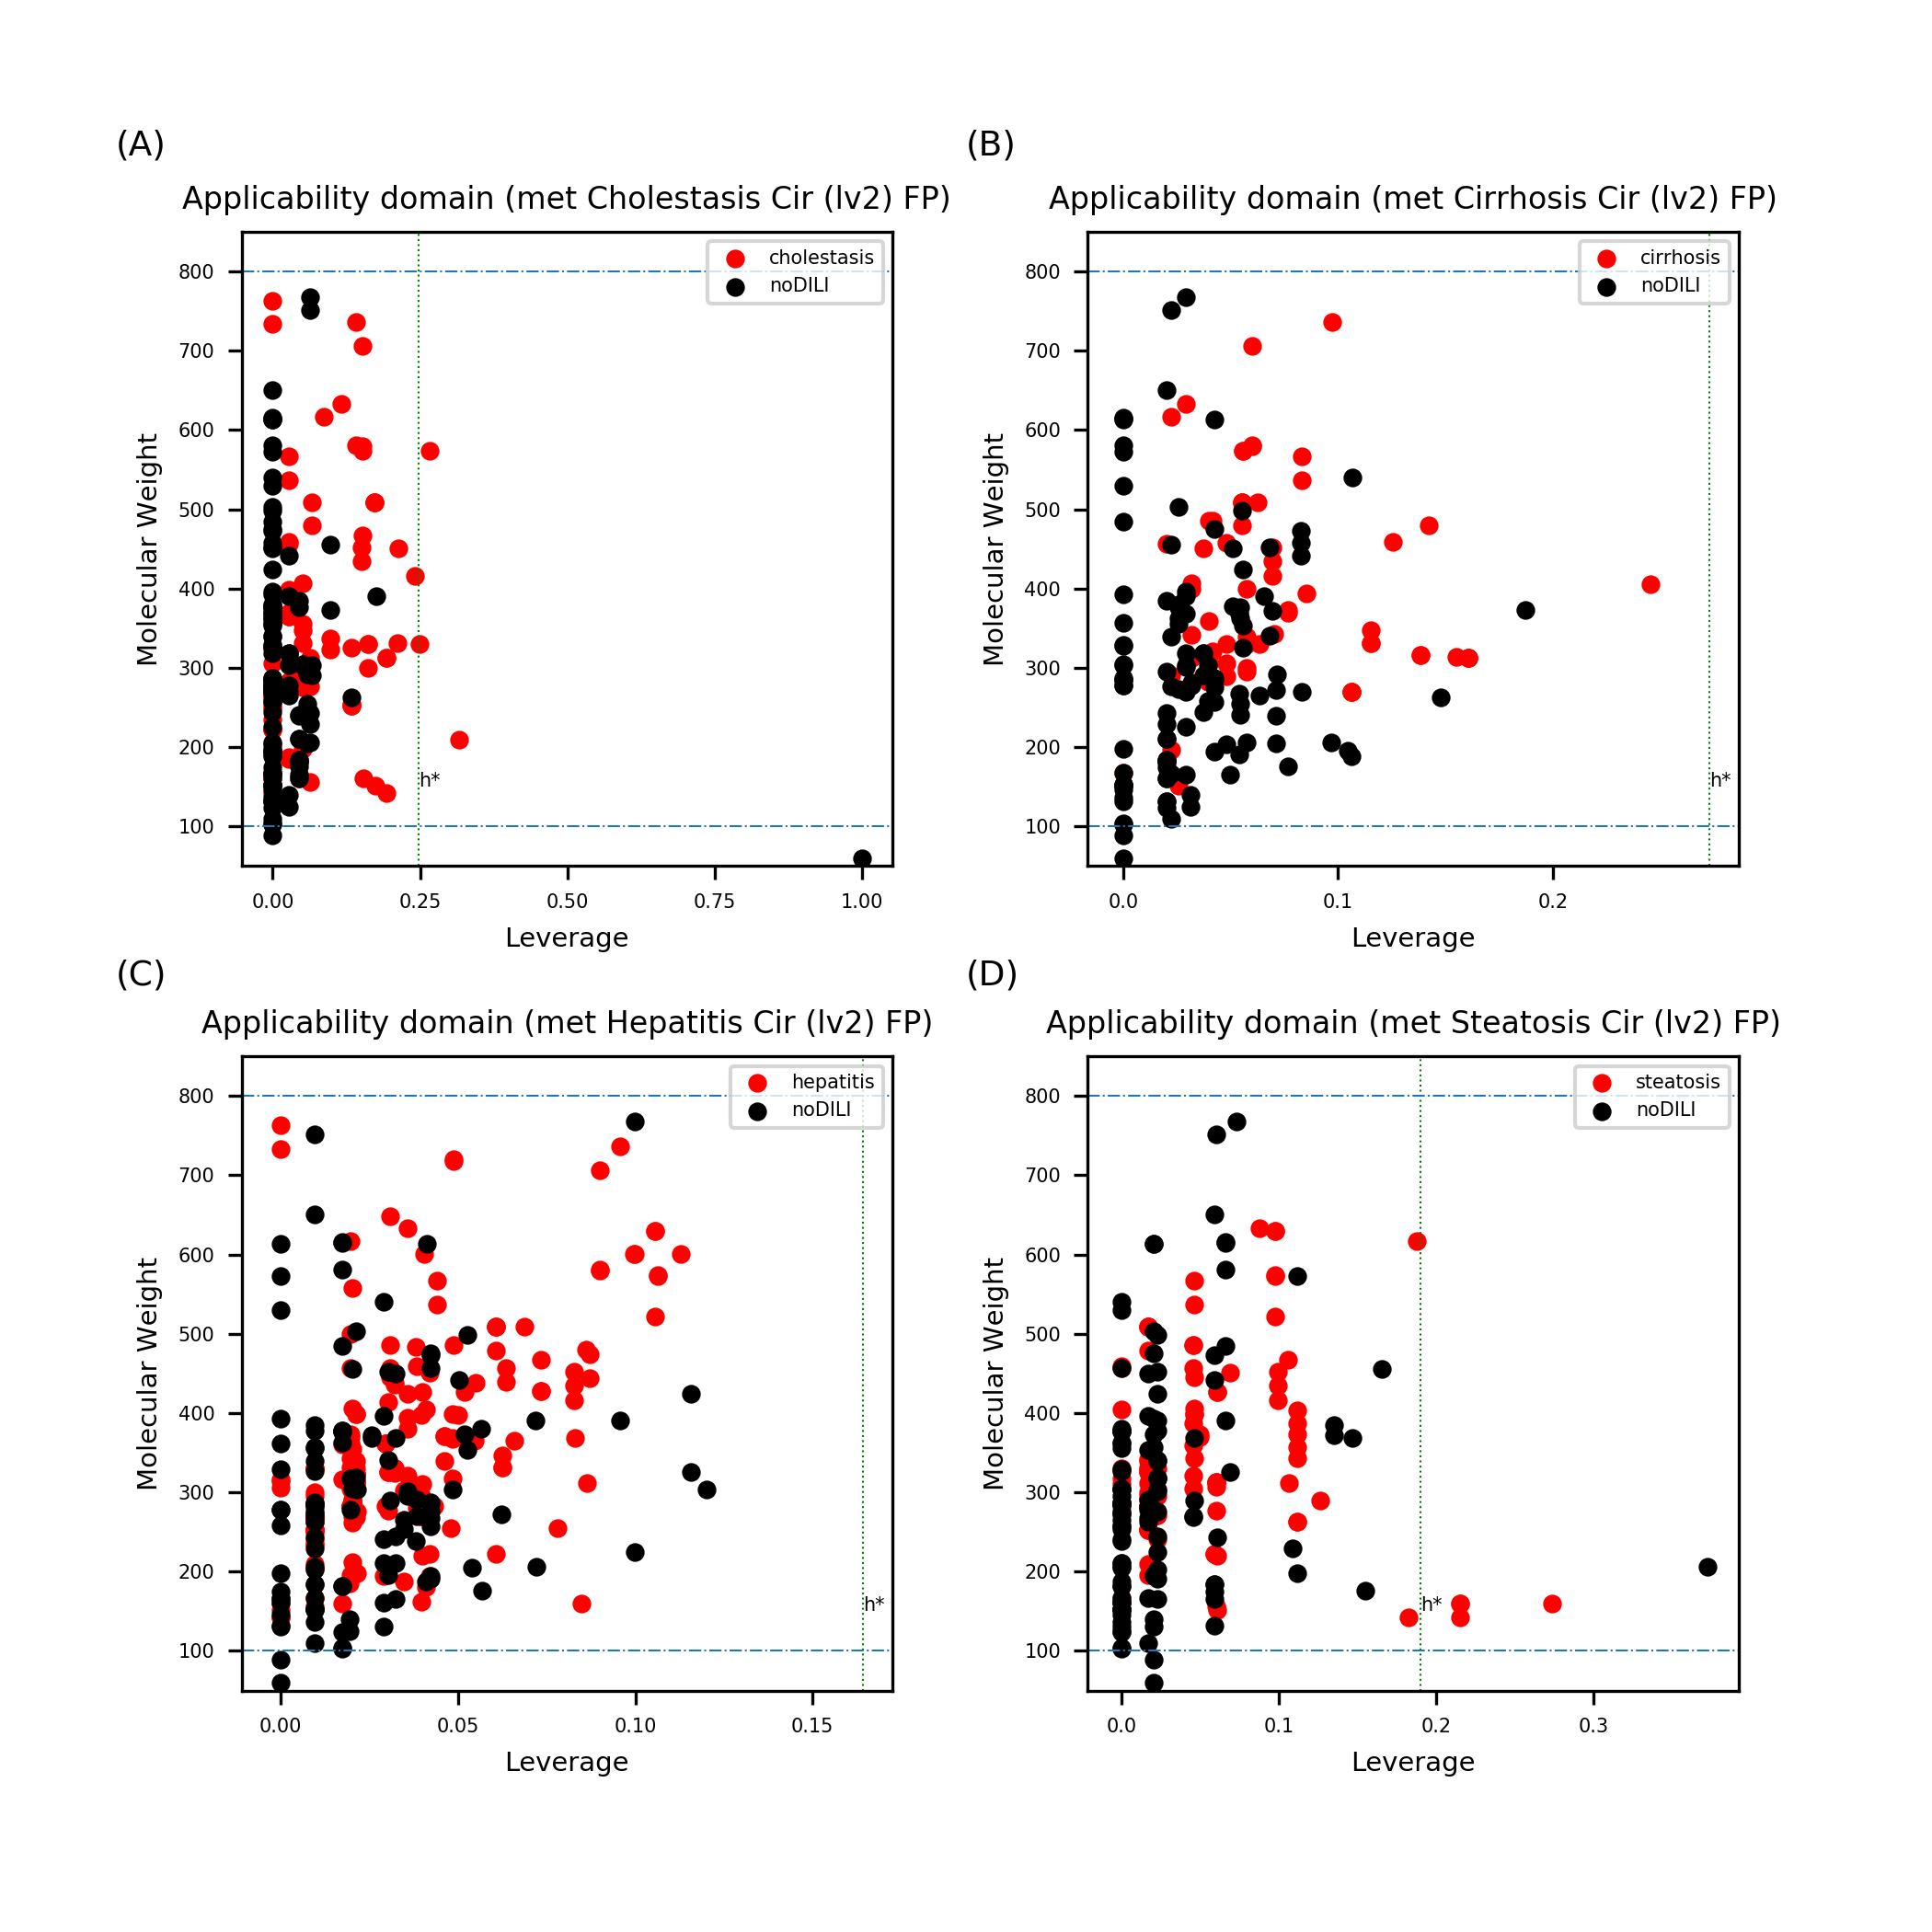 (A)
Applicability domain (met Cholestasis Cir (lv2) FP)
cholestasis
noDILI
800
700
600
500
400
300
200
100
Molecular Weight
h*
0.00
0.25
0.50
0.75
1.00
Leverage
(B)
Applicability domain (met Cirrhosis Cir (lv2) FP)
cirrhosis
noDILI
800
700
600
500
400
300
200
100
Molecular Weight
h*
0.0
0.1
0.2
Leverage
(C)
Applicability domain (met Hepatitis Cir (lv2) FP)
hepatitis
noDILI
800
700
600
500
400
300
200
100
Molecular Weight
h*
0.00
0.05
0.10
0.15
Leverage
(D)
Applicability domain (met Steatosis Cir (lv2) FP)
steatosis
noDILI
800
700
600
500
400
300
200
100
Molecular Weight
h*
0.0
0.1
0.2
0.3
Leverage